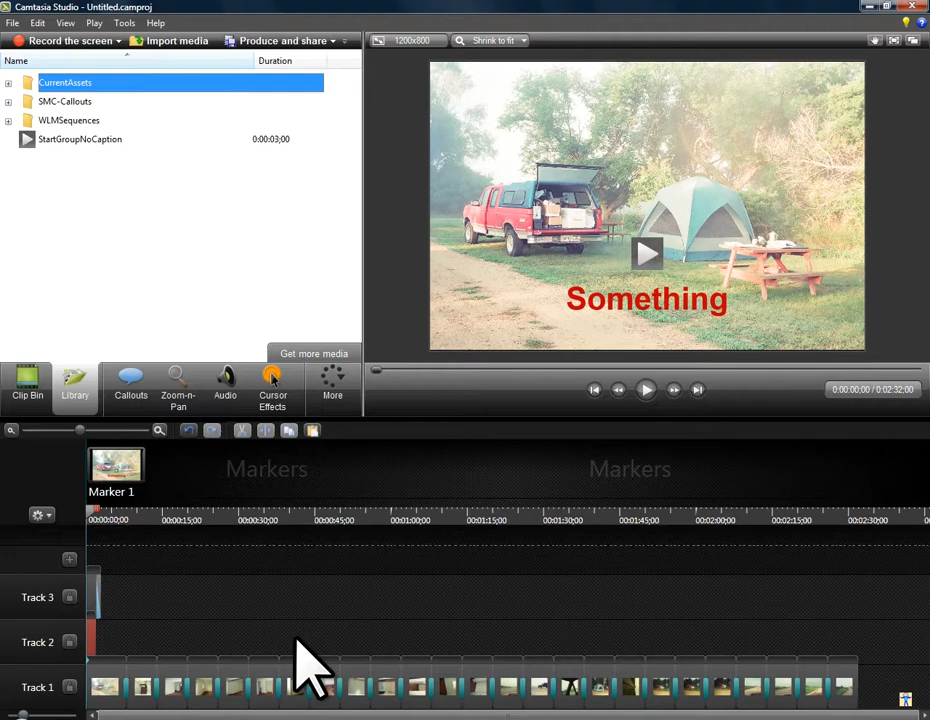 Camtasia Studio - Untitled.camproj
File Edit View Play Tools Help
Record the screen Import media Produce and share
1200x800 Shrink to fit
Name Duration
CurrentAssets
SMC-Callouts
WLMSequences
StartGroupNoCaption 0:00:03;00
Something
Get more media
Clip Bin Library Callouts Zoom-n-Pan Audio Cursor Effects More
0:00:00;00 / 0:02:32;00
Markers Markers
Marker 1
00:00:00;00 00:00:15;00 00:00:30;00 00:00:45;00 00:01:00;00 00:01:15;00 00:01:30;00 00:01:45;00 00:02:00;00 00:02:15;00 00:02:30;00
Track 3
Track 2
Track 1